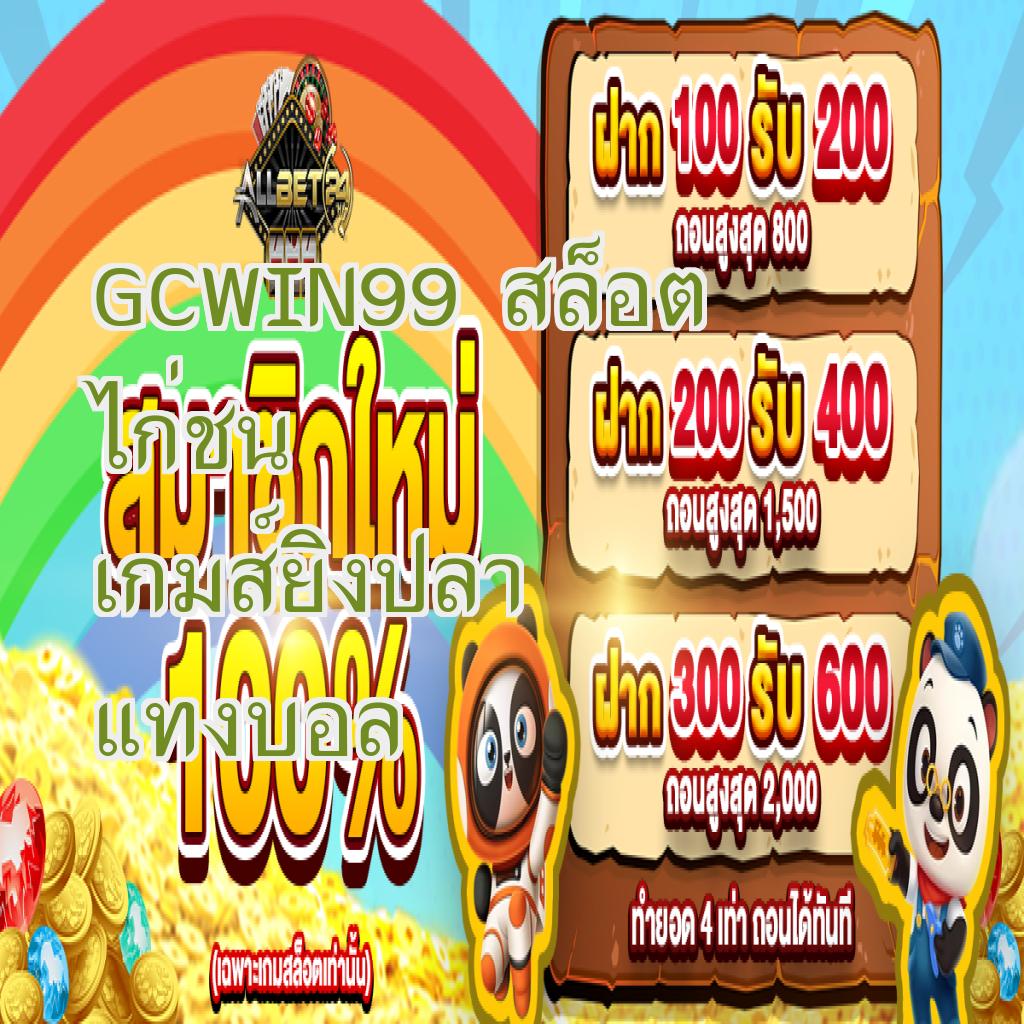 ALLBET24
GCWIN99 สล็อต
ไก่ชน
เกมส์ยิงปลา
แทงบอล
สมาชิกใหม่
100%
(เฉพาะเกมสล็อตเท่านั้น)
ฝาก 100 รับ 200
ถอนสูงสุด 800
ฝาก 200 รับ 400
ถอนสูงสุด 1,500
ฝาก 300 รับ 600
ถอนสูงสุด 2,000
ทำยอด 4 เท่า ถอนได้ทันที